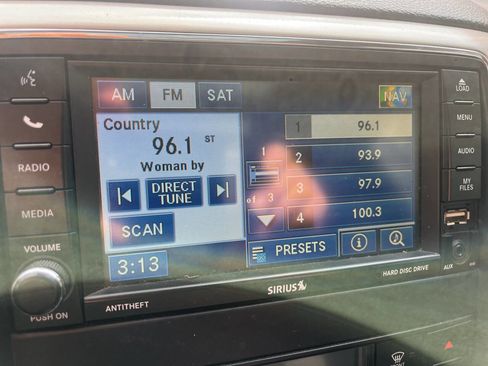 AM FM SAT NAV
LOAD
Country
96.1 ST
Woman by
DIRECT
TUNE
SCAN
3:13
1
of 3
1 96.1
2 93.9
3 97.9
4 100.3
PRESETS
RADIO
MEDIA
VOLUME
PUSH ON
MENU
AUDIO
MY
FILES
AUX
ANTITHEFT
SIRIUS
HARD DISC DRIVE
FRONT